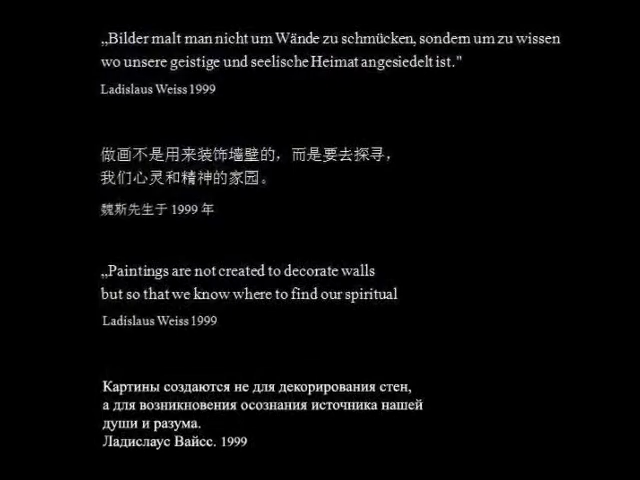 „Bilder malt man nicht um Wände zu schmücken, sondern um zu wissen
wo unsere geistige und seelische Heimat angesiedelt ist."
Ladislaus Weiss 1999
做画不是用来装饰墙壁的，而是要去探寻，
我们心灵和精神的家园。
魏斯先生于 1999 年
„Paintings are not created to decorate walls
but so that we know where to find our spiritual
Ladislaus Weiss 1999
Картины создаются не для декорирования стен,
а для возникновения осознания источника нашей
души и разума.
Ладислаус Вайсс. 1999